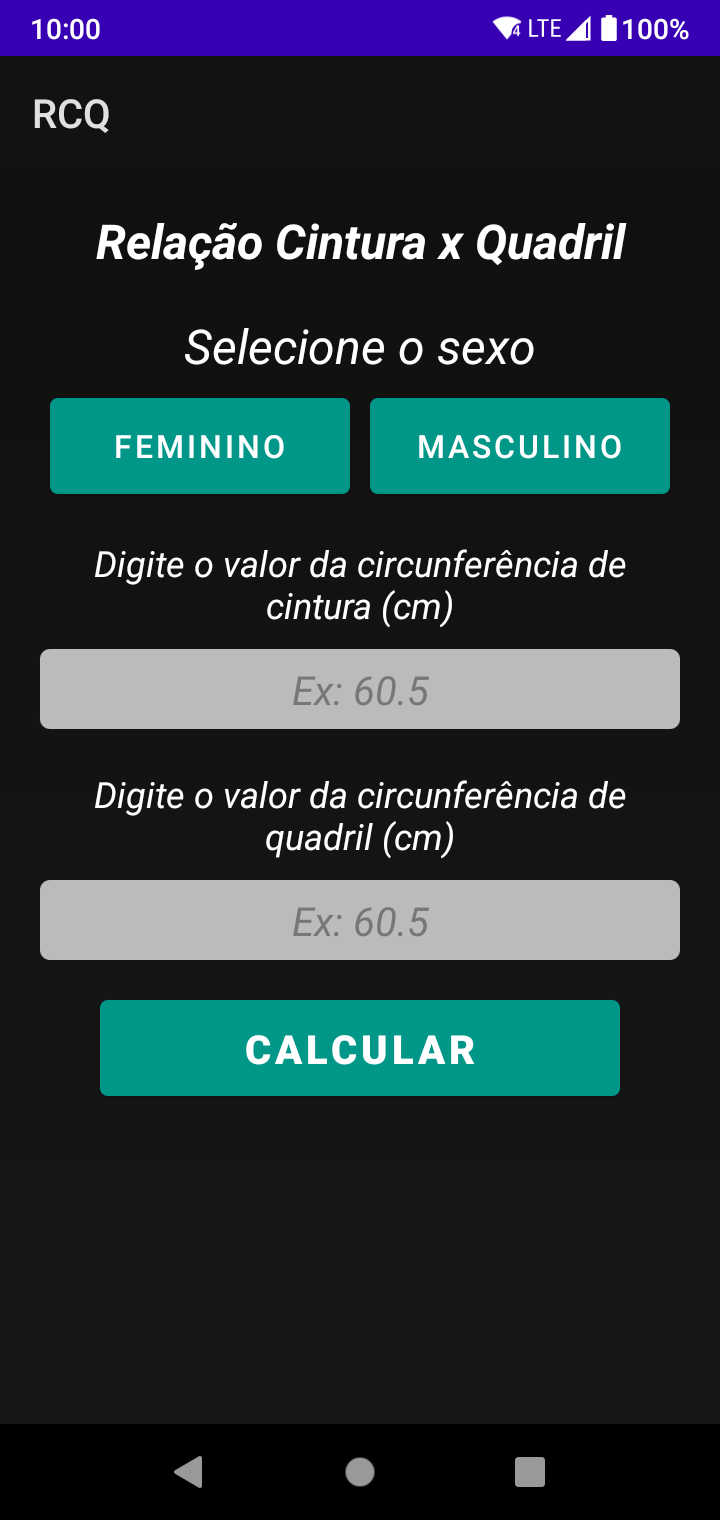 10:00 LTE 100%
RCQ
Relação Cintura x Quadril
Selecione o sexo
FEMININO MASCULINO
Digite o valor da circunferência de
cintura (cm)
Ex: 60.5
Digite o valor da circunferência de
quadril (cm)
Ex: 60.5
CALCULAR